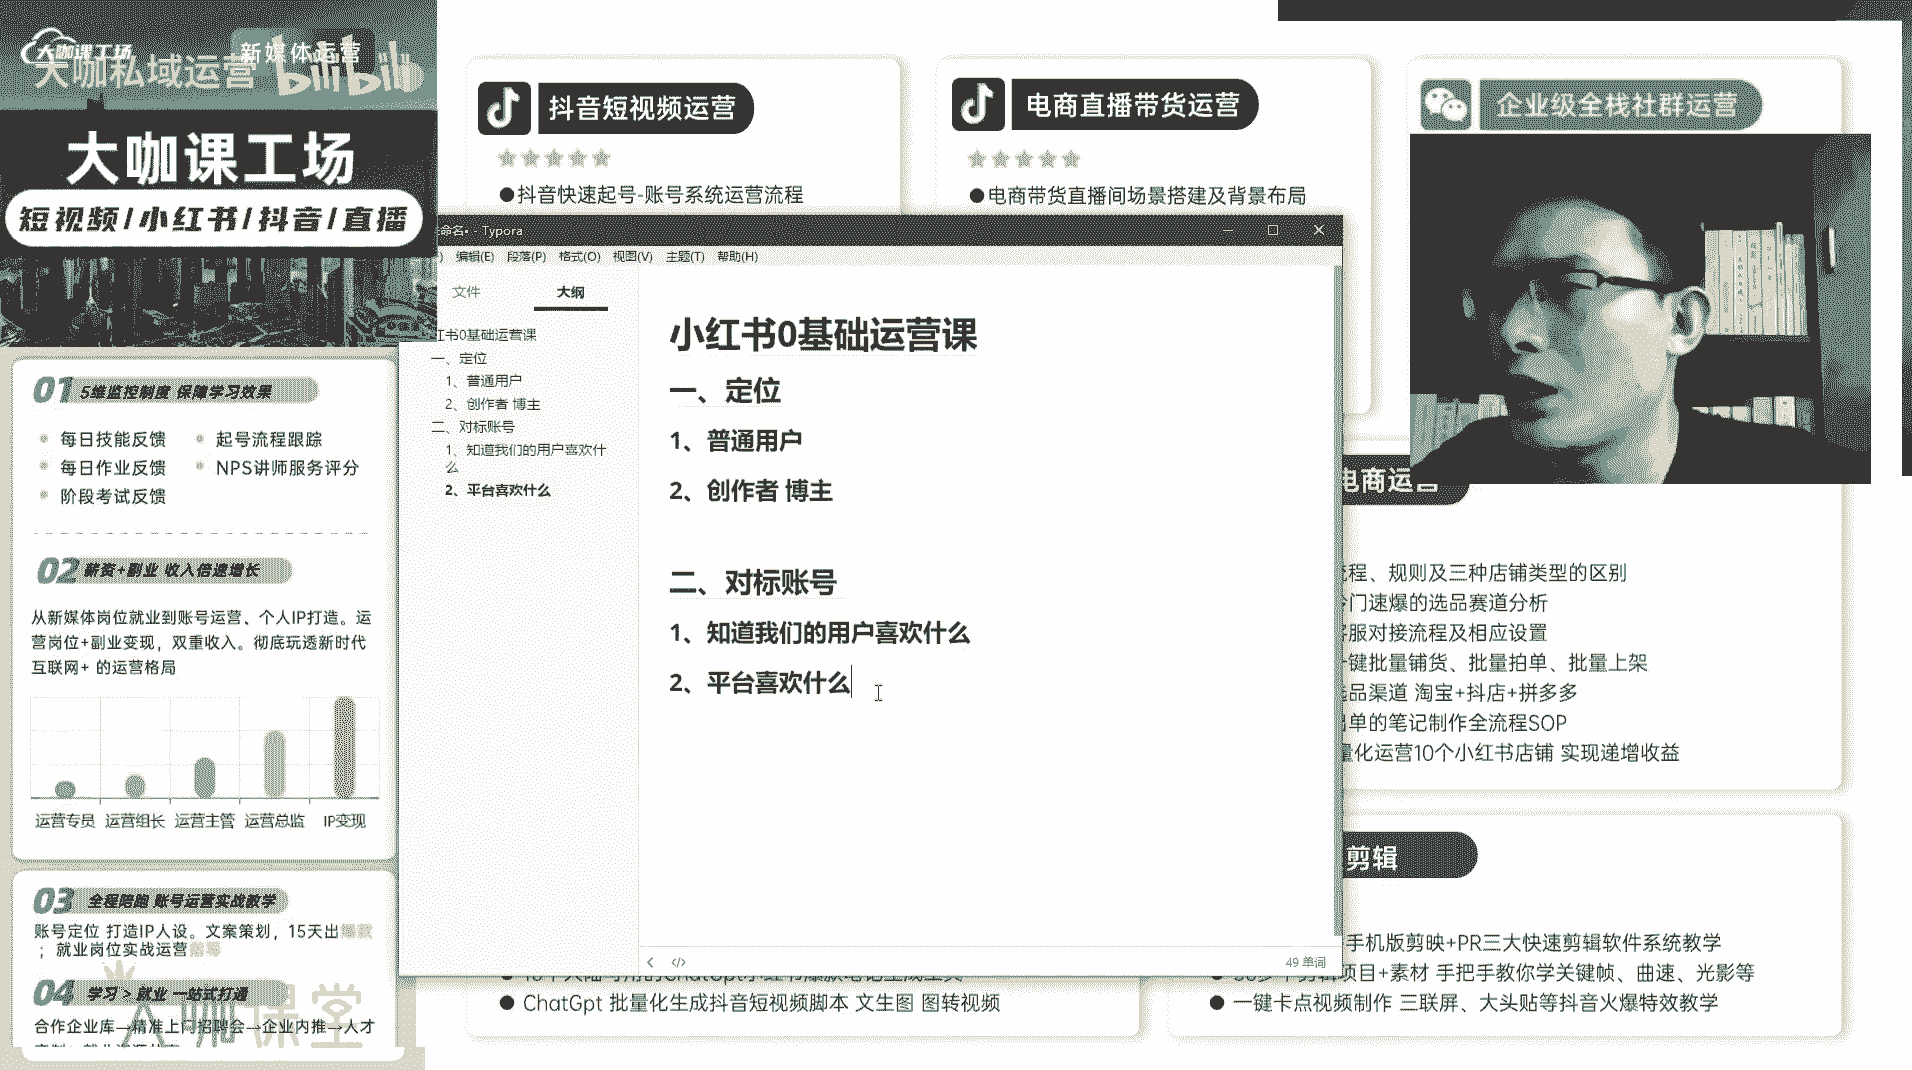 大咖课工场
新媒体运营
大咖私域运营
bilibili
大咖课工场
短视频/小红书/抖音/直播
01 5维监控制度 保障学习效果
每日技能反馈
起号流程跟踪
每日作业反馈
NPS讲师服务评分
阶段考试反馈
02 薪资+副业 收入倍速增长
从新媒体岗位就业到账号运营、个人IP打造。运
营岗位+副业变现，双重收入。彻底玩透新时代
互联网+ 的运营格局
运营专员 运营组长 运营主管 运营总监 IP变现
03 全程陪跑 账号运营实战教学
账号定位 打造IP人设。文案策划，15天出
；就业岗位实战运营
04 学习 > 就业 一站式打通
合作企业库→精准上门招聘会→企业内推→人才
大咖课堂
抖音短视频运营
●抖音快速起号-账号系统运营流程
电商直播带货运营
●电商带货直播间场景搭建及背景布局
企业级全栈社群运营
命名• - Typora
) 编辑(E) 段落(P) 格式(O) 视图(V) 主题(T) 帮助(H)
文件 大纲
红书0基础运营课
一、定位
1、普通用户
2、创作者 博主
二、对标账号
1、知道我们的用户喜欢什
么
2、平台喜欢什么
小红书0基础运营课
一、定位
1、普通用户
2、创作者 博主
二、对标账号
1、知道我们的用户喜欢什么
2、平台喜欢什么
< </> 49 单词
电商运营
流程、规则及三种店铺类型的区别
冷门速爆的选品赛道分析
客服对接流程及相应设置
一键批量铺货、批量拍单、批量上架
选品渠道 淘宝+抖店+拼多多
出单的笔记制作全流程SOP
量化运营10个小红书店铺 实现递增收益
剪辑
手机版剪映+PR三大快速剪辑软件系统教学
项目+素材 手把手教你学关键帧、曲速、光影等
● 一键卡点视频制作 三联屏、大头贴等抖音火爆特效教学
● ChatGpt 批量化生成抖音短视频脚本 文生图 图转视频